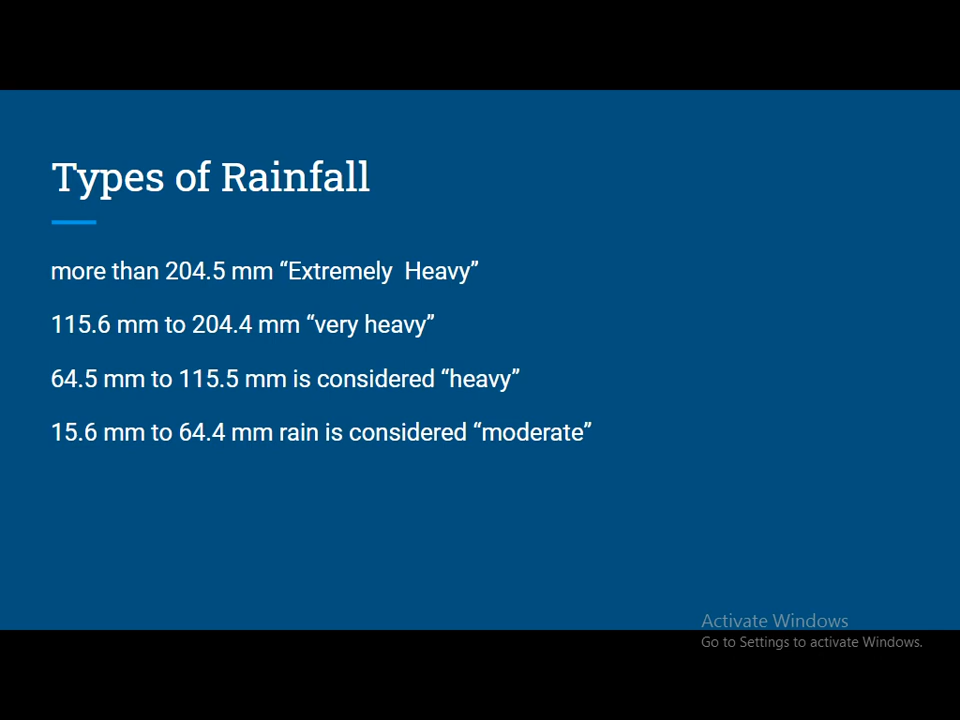 Types of Rainfall
more than 204.5 mm “Extremely  Heavy”
115.6 mm to 204.4 mm “very heavy”
64.5 mm to 115.5 mm is considered “heavy”
15.6 mm to 64.4 mm rain is considered “moderate”
Activate Windows
Go to Settings to activate Windows.